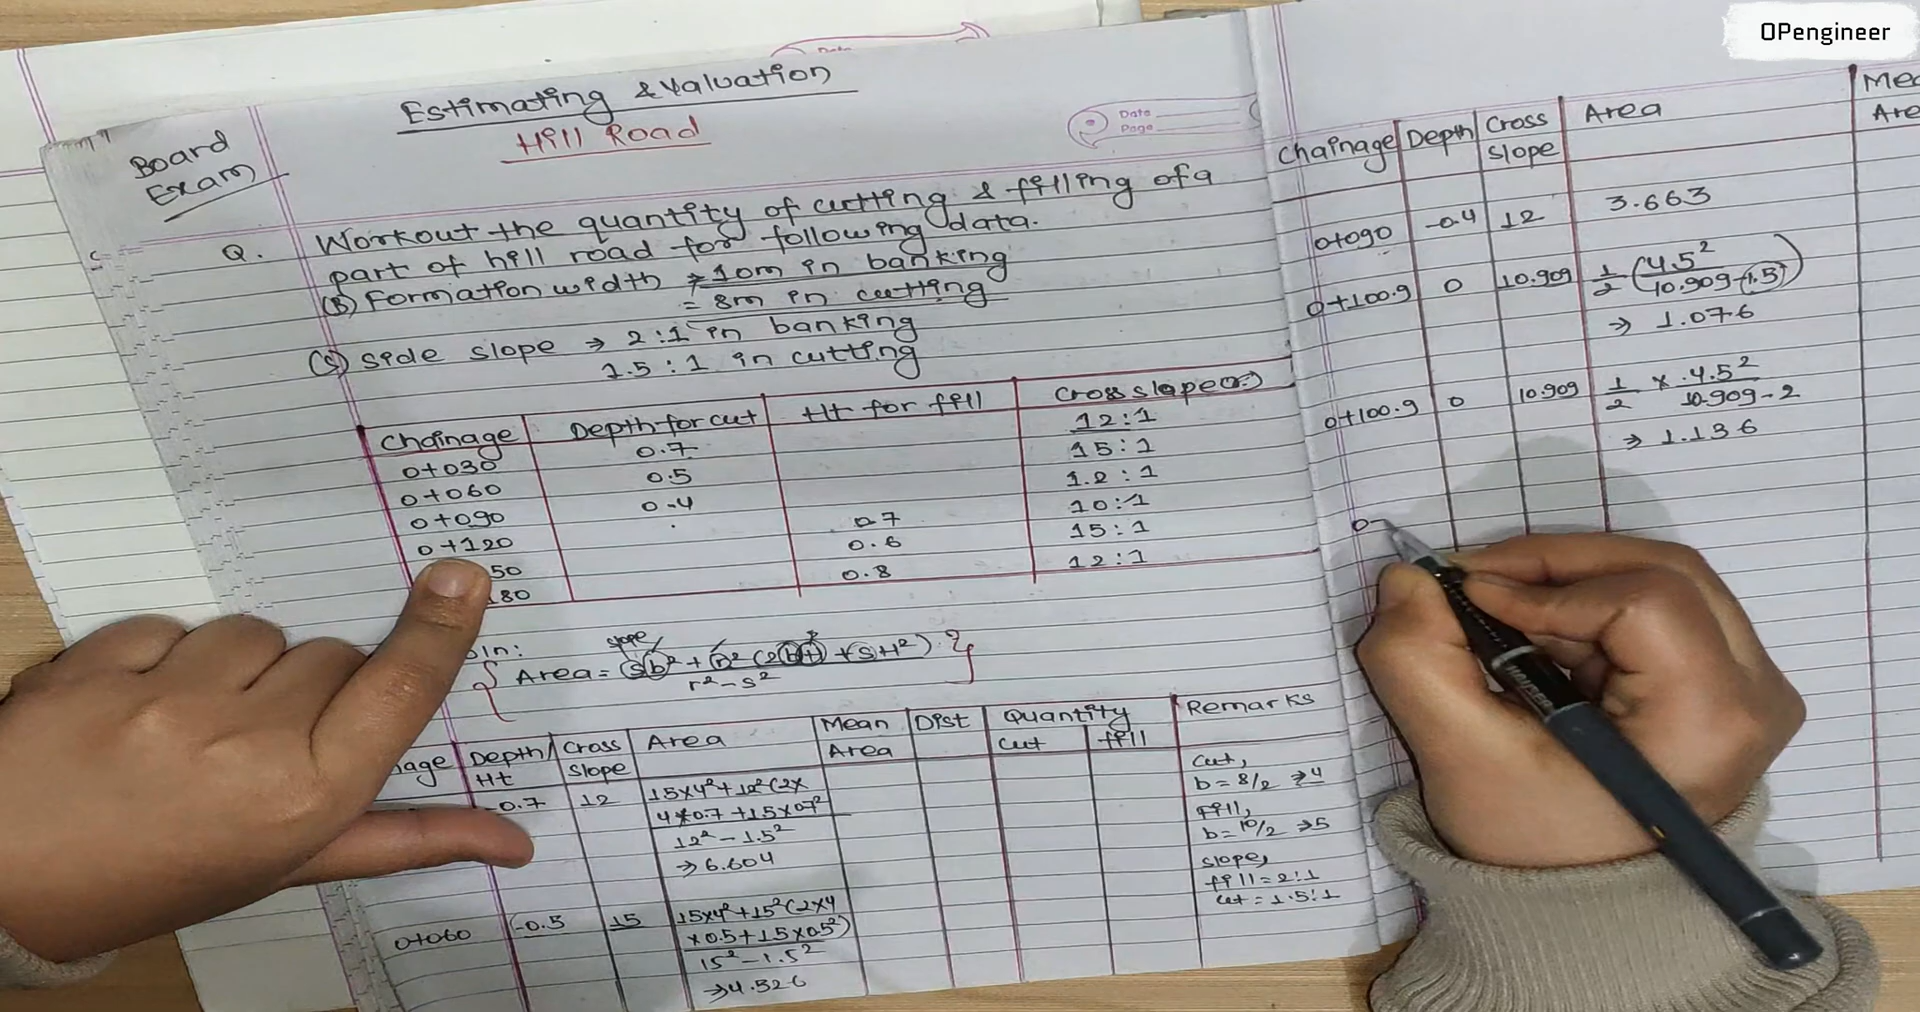 OPengineer
Board
Exam
Estimating & Valuation
Hill Road
Date
Page
Q. Workout the quantity of cutting & filling of a
part of hill road for following data.
(B) Formation width → 10m in banking
= 8m in cutting
(S) Side slope → 2:1 in banking
1.5:1 in cutting
Chainage Depth for cut Ht for fill Cross slope (r)
0+030 0.7 12:1
0+060 0.5 15:1
0+090 0.4 12:1
0+120 0.7 10:1
50 0.6 15:1
180 0.8 12:1
oln:
slope
Area = (sb² + r² (2bH + sH²)
r² - s²
nage Depth/Ht Cross Slope Area Mean Area Dist Quantity cut fill Remarks
-0.7 12 1.5×4²+12²(2×
4×0.7+1.5×0.7²
12² - 1.5²
→ 6.604
0+060 -0.5 15 1.5×4²+15²(2×4
×0.5+1.5×0.5²)
15² - 1.5²
→ 4.526
cut,
b = 8/2 → 4
fill,
b = 10/2 → 5
slope,
fill = 2:1
cut = 1.5:1
Chainage Depth Cross slope Area
0+090 -0.4 12 3.663
0+100.9 0 10.909 1/2 (4.5²
10.909-1.5)
→ 1.076
0+100.9 0 10.909 1/2 × 4.5²
10.909-2
→ 1.136